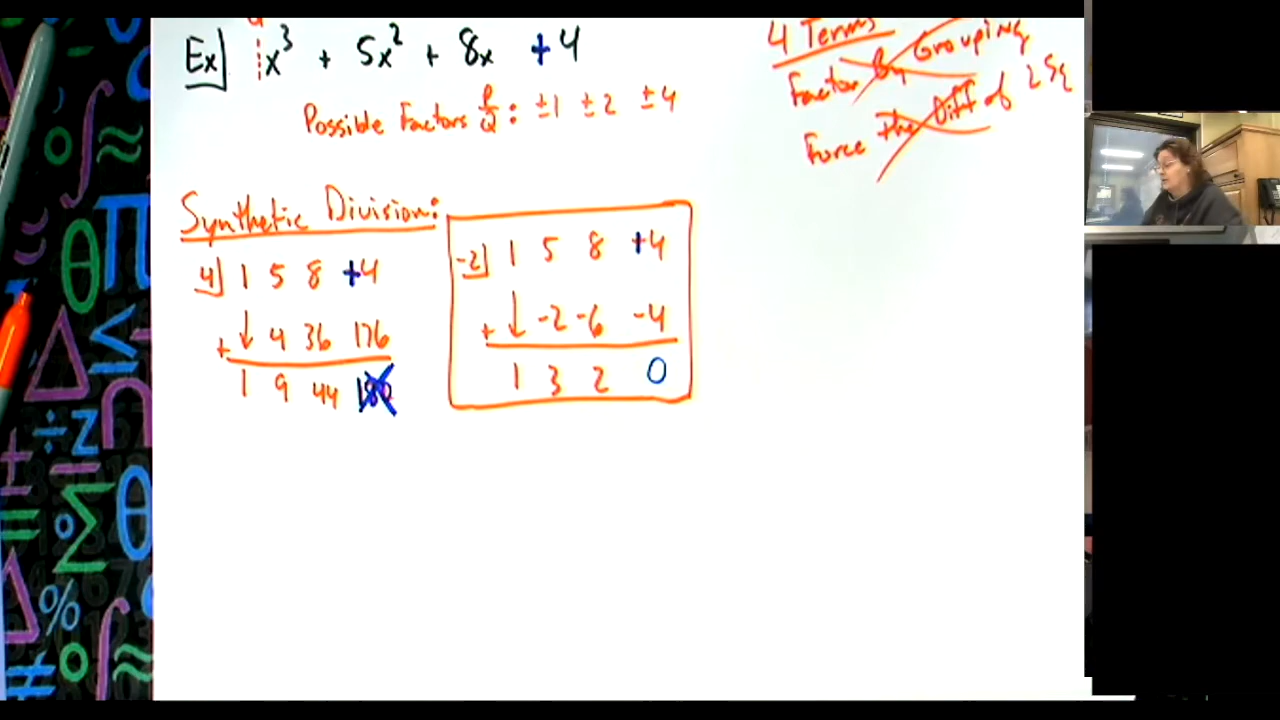 Ex] x³ + 5x² + 8x + 4
4 Terms
Factor By Grouping
Force the Diff of 2 Sq
Possible Factors P/Q : ±1 ±2 ±4
Synthetic Division:
4] 1 5 8 +4
+ ↓ 4 36 176
1 9 44 180
-2] 1 5 8 +4
+ ↓ -2 -6 -4
1 3 2 0